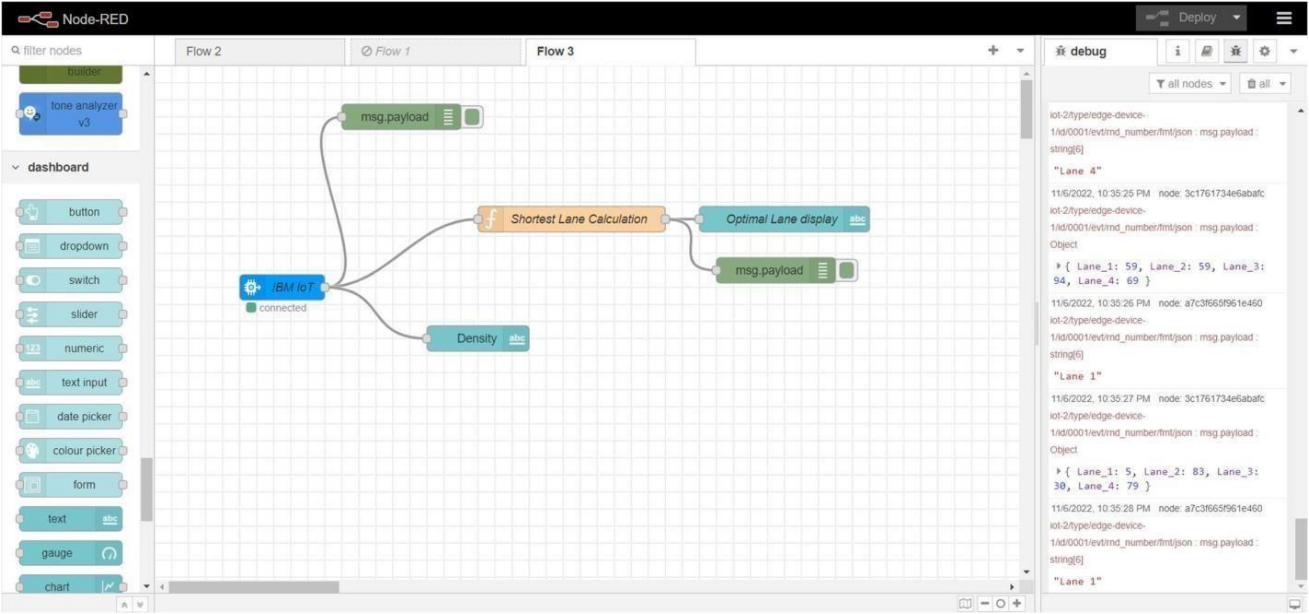 Node-RED
Deploy
filter nodes
Flow 2
Flow 1
Flow 3
debug
i
all nodes
all
builder
tone analyzer
v3
dashboard
button
dropdown
switch
slider
123
numeric
abc
text input
date picker
colour picker
form
text
abc
gauge
chart
msg.payload
f
Shortest Lane Calculation
Optimal Lane display
abc
msg.payload
IBM IoT
connected
Density
abc
iot-2/type/edge-device-
1/id/0001/evt/rnd_number/fmt/json : msg.payload :
string[6]
"Lane 4"
11/6/2022, 10:35:25 PM node: 3c1761734e6abafc
iot-2/type/edge-device-
1/id/0001/evt/rnd_number/fmt/json : msg.payload :
Object
{ Lane_1: 59, Lane_2: 59, Lane_3:
94, Lane_4: 69 }
11/6/2022, 10:35:26 PM node: a7c3f665f961e460
iot-2/type/edge-device-
1/id/0001/evt/rnd_number/fmt/json : msg.payload :
string[6]
"Lane 1"
11/6/2022, 10:35:27 PM node: 3c1761734e6abafc
iot-2/type/edge-device-
1/id/0001/evt/rnd_number/fmt/json : msg.payload :
Object
{ Lane_1: 5, Lane_2: 83, Lane_3:
30, Lane_4: 79 }
11/6/2022, 10:35:28 PM node: a7c3f665f961e460
iot-2/type/edge-device-
1/id/0001/evt/rnd_number/fmt/json : msg.payload :
string[6]
"Lane 1"